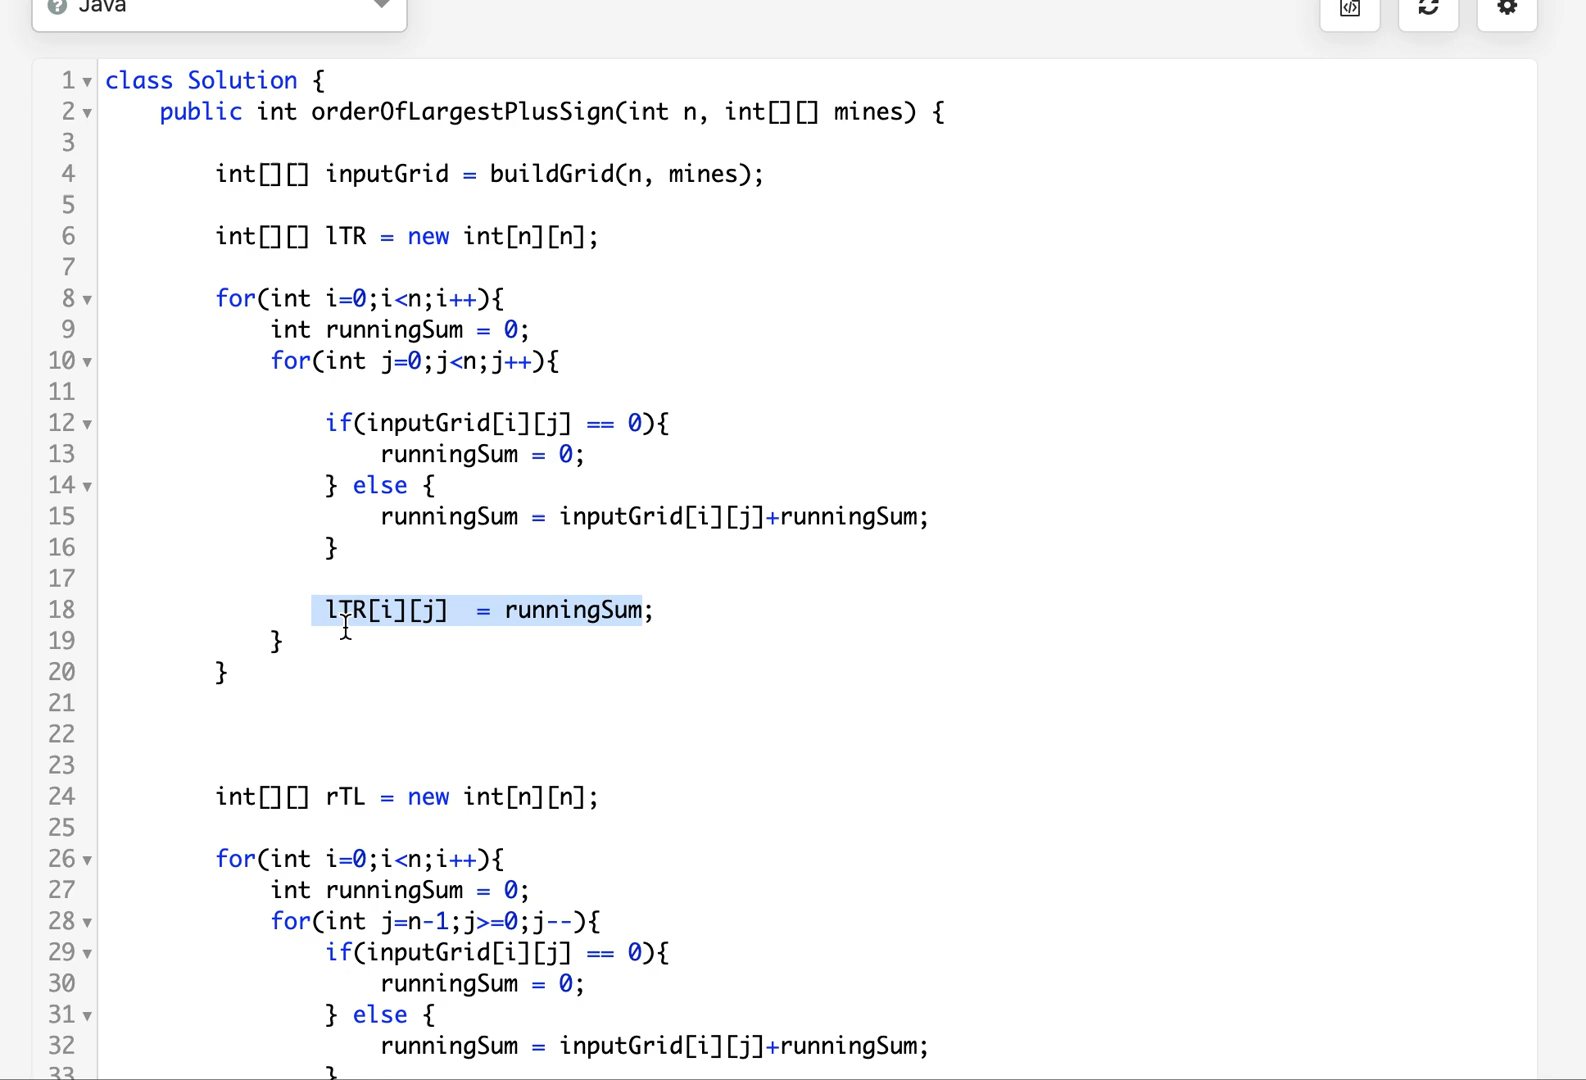 Java
1 class Solution {
2 public int orderOfLargestPlusSign(int n, int[][] mines) {
3
4 int[][] inputGrid = buildGrid(n, mines);
5
6 int[][] lTR = new int[n][n];
7
8 for(int i=0;i<n;i++){
9 int runningSum = 0;
10 for(int j=0;j<n;j++){
11
12 if(inputGrid[i][j] == 0){
13 runningSum = 0;
14 } else {
15 runningSum = inputGrid[i][j]+runningSum;
16 }
17
18 lTR[i][j]  = runningSum;
19 }
20 }
21
22
23
24 int[][] rTL = new int[n][n];
25
26 for(int i=0;i<n;i++){
27 int runningSum = 0;
28 for(int j=n-1;j>=0;j--){
29 if(inputGrid[i][j] == 0){
30 runningSum = 0;
31 } else {
32 runningSum = inputGrid[i][j]+runningSum;
33 }